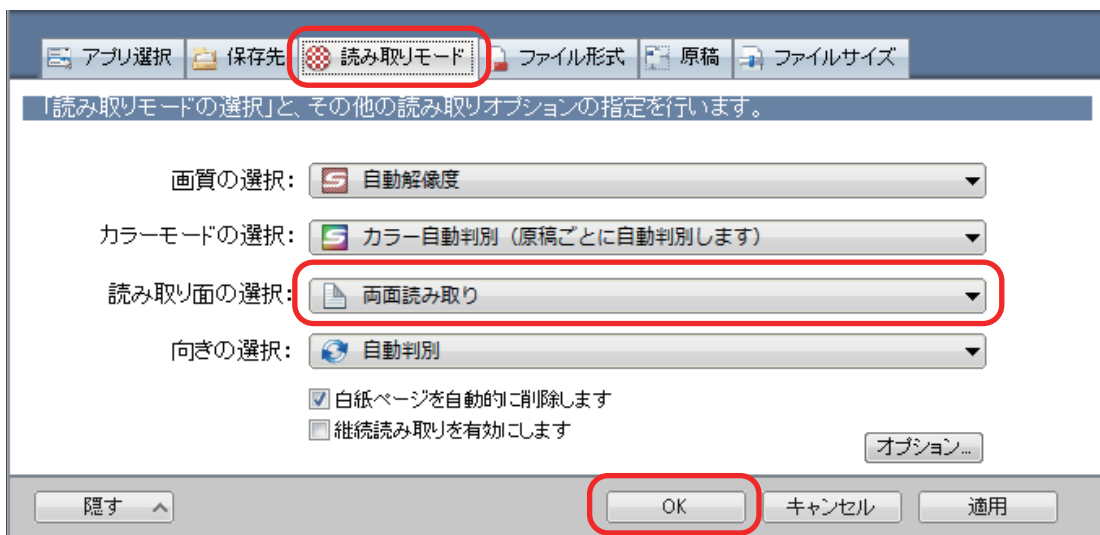 アプリ選択 保存先 読み取りモード ファイル形式 原稿 ファイルサイズ
「読み取りモードの選択」と、その他の読み取りオプションの指定を行います。
画質の選択： 自動解像度
カラーモードの選択： カラー自動判別（原稿ごとに自動判別します）
読み取り面の選択： 両面読み取り
向きの選択： 自動判別
白紙ページを自動的に削除します
継続読み取りを有効にします
オプション...
隠す OK キャンセル 適用